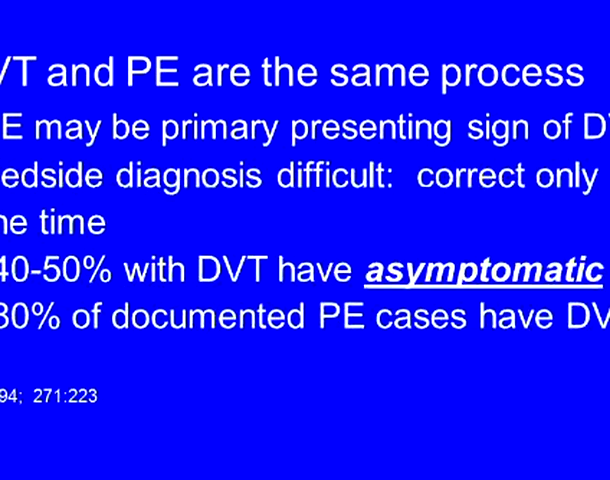 VT and PE are the same process
E may be primary presenting sign of D
edside diagnosis difficult:  correct only
he time
40-50% with DVT have asymptomatic
80% of documented PE cases have DV
94;  271:223